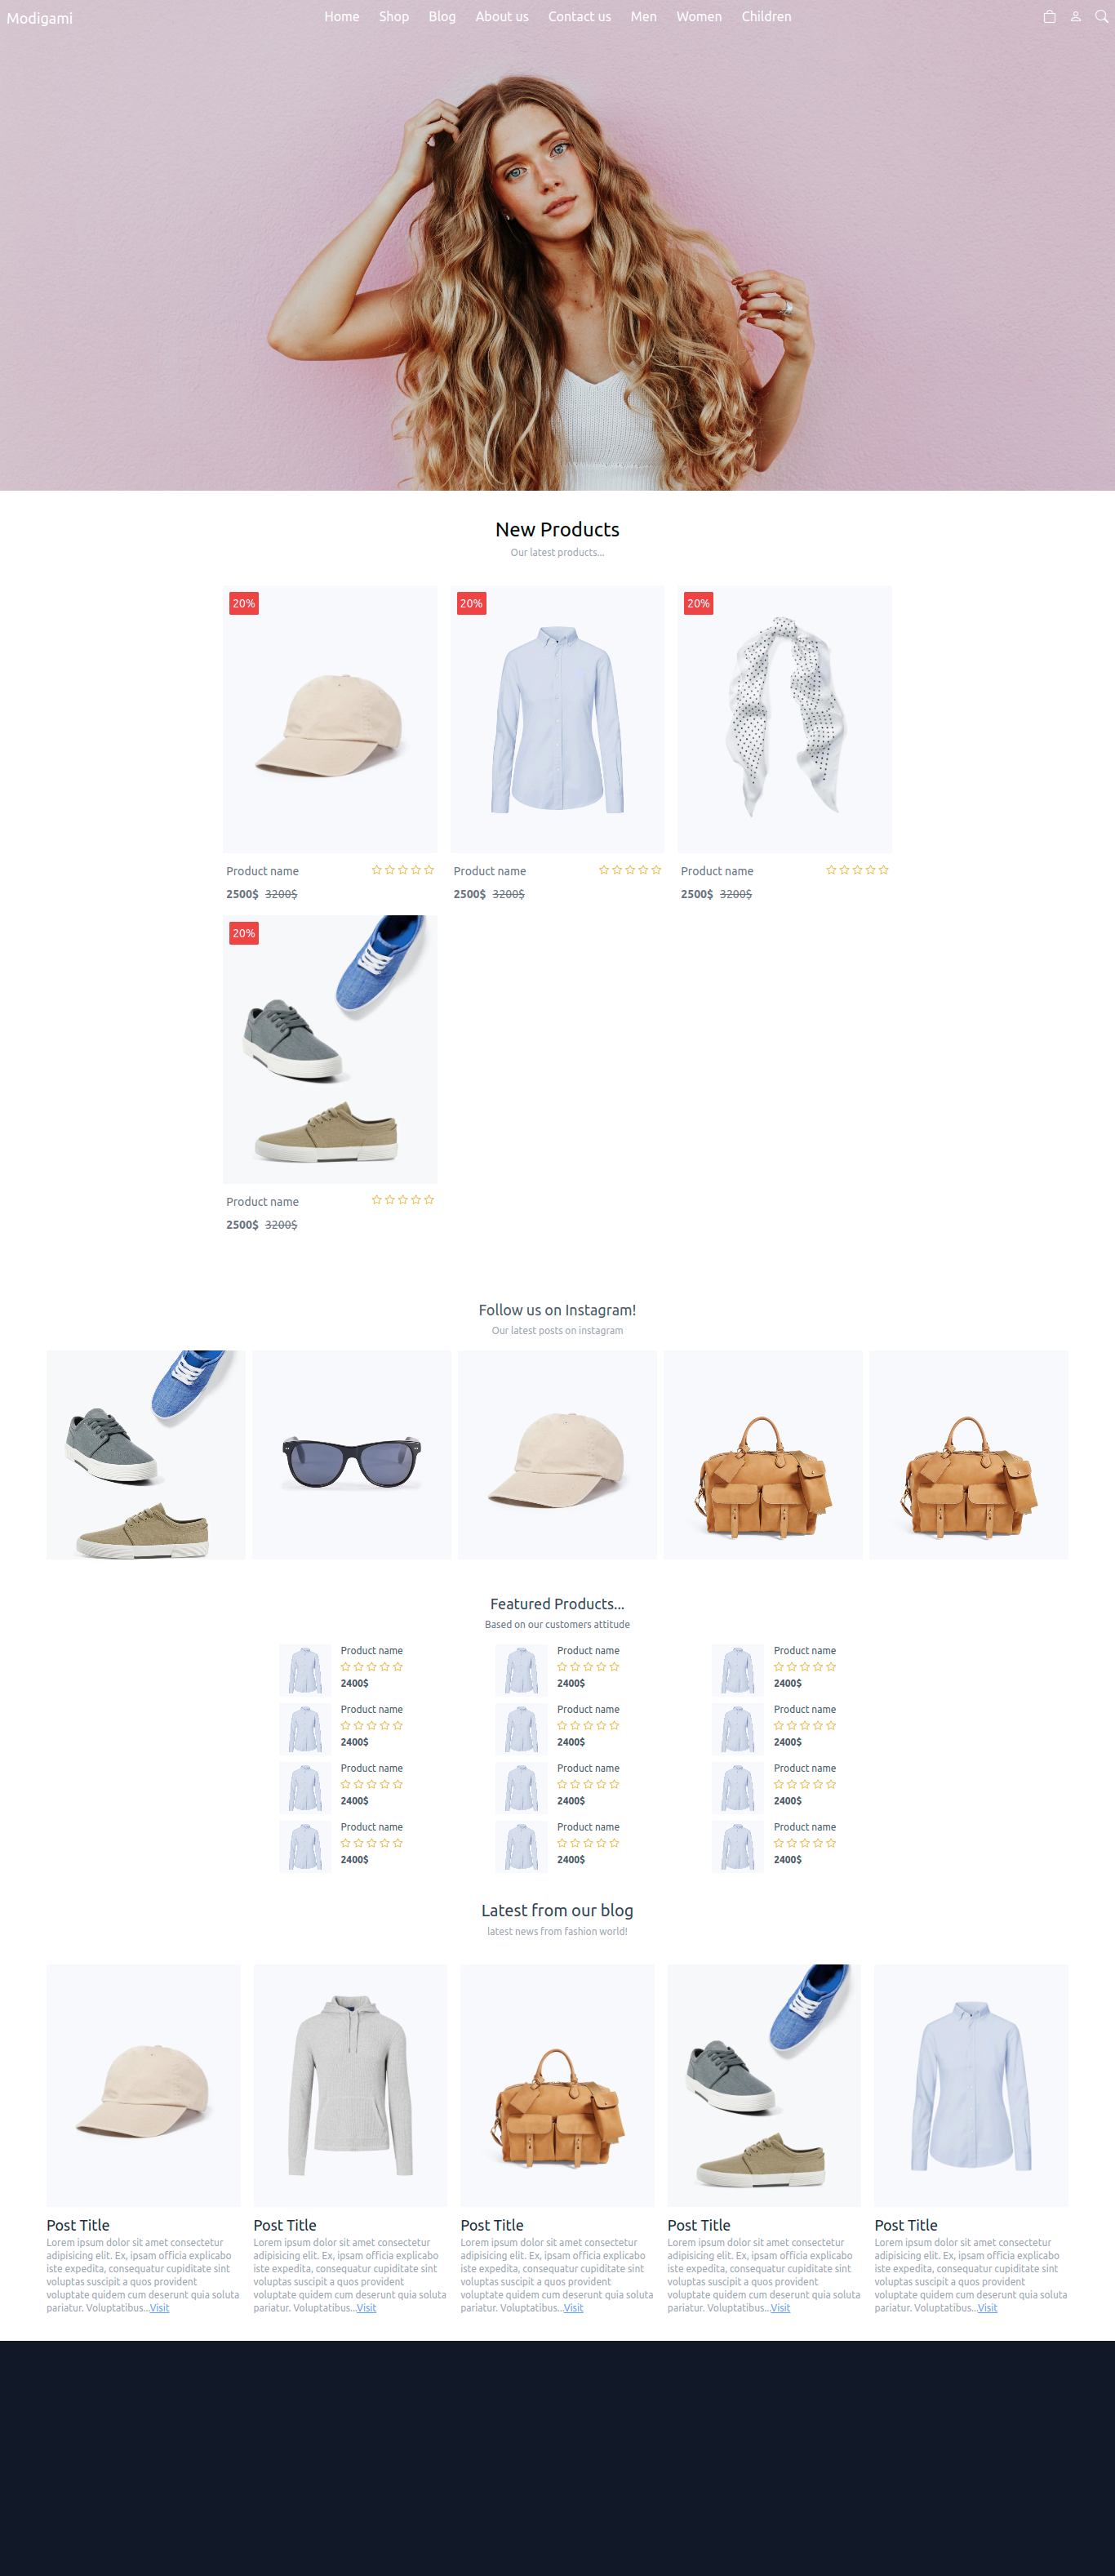 Modigami
Home Shop Blog About us Contact us Men Women Children
New Products
Our latest products...
20% 20% 20%
Product name Product name Product name
2500$ 3200$ 2500$ 3200$ 2500$ 3200$
20%
Product name
2500$ 3200$
Follow us on Instagram!
Our latest posts on instagram
Featured Products...
Based on our customers attitude
Product name Product name Product name
2400$ 2400$ 2400$
Product name Product name Product name
2400$ 2400$ 2400$
Product name Product name Product name
2400$ 2400$ 2400$
Product name Product name Product name
2400$ 2400$ 2400$
Latest from our blog
latest news from fashion world!
Post Title
Lorem ipsum dolor sit amet consectetur
adipisicing elit. Ex, ipsam officia explicabo
iste expedita, consequatur cupiditate sint
voluptas suscipit a quos provident
voluptate quidem cum deserunt quia soluta
pariatur. Voluptatibus...Visit
Post Title
Lorem ipsum dolor sit amet consectetur
adipisicing elit. Ex, ipsam officia explicabo
iste expedita, consequatur cupiditate sint
voluptas suscipit a quos provident
voluptate quidem cum deserunt quia soluta
pariatur. Voluptatibus...Visit
Post Title
Lorem ipsum dolor sit amet consectetur
adipisicing elit. Ex, ipsam officia explicabo
iste expedita, consequatur cupiditate sint
voluptas suscipit a quos provident
voluptate quidem cum deserunt quia soluta
pariatur. Voluptatibus...Visit
Post Title
Lorem ipsum dolor sit amet consectetur
adipisicing elit. Ex, ipsam officia explicabo
iste expedita, consequatur cupiditate sint
voluptas suscipit a quos provident
voluptate quidem cum deserunt quia soluta
pariatur. Voluptatibus...Visit
Post Title
Lorem ipsum dolor sit amet consectetur
adipisicing elit. Ex, ipsam officia explicabo
iste expedita, consequatur cupiditate sint
voluptas suscipit a quos provident
voluptate quidem cum deserunt quia soluta
pariatur. Voluptatibus...Visit